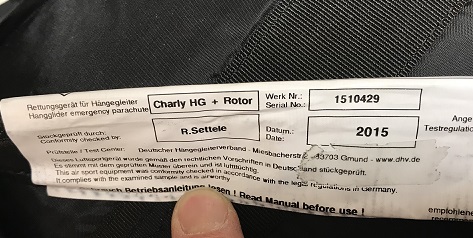 Rettungsgerät für Hängegleiter
Hangglider emergency parachute
Charly HG + Rotor
Werk Nr.:
Serial No.:
1510429
Stückgeprüft durch:
Conformity checked by:
R.Settele
Datum.:
Date:
2015
Ange
Testregulati
Prüfstelle / Test Center: Deutscher Hängegleiterverband - Miesbacherstr 83703 Gmund - www.dhv.de
Dieses Luftsportgerät wurde gemäß den rechtlichen Vorschriften in Deutschland stückgeprüft.
Es stimmt mit dem geprüften Muster überein und ist lufttüchtig.
This air sport equipment was conformity checked in accordance with the legal regulations in Germany.
It complies with the examined sample and is airworthy
Betriebsanleitung lesen ! Read Manual before use !
empfohlene